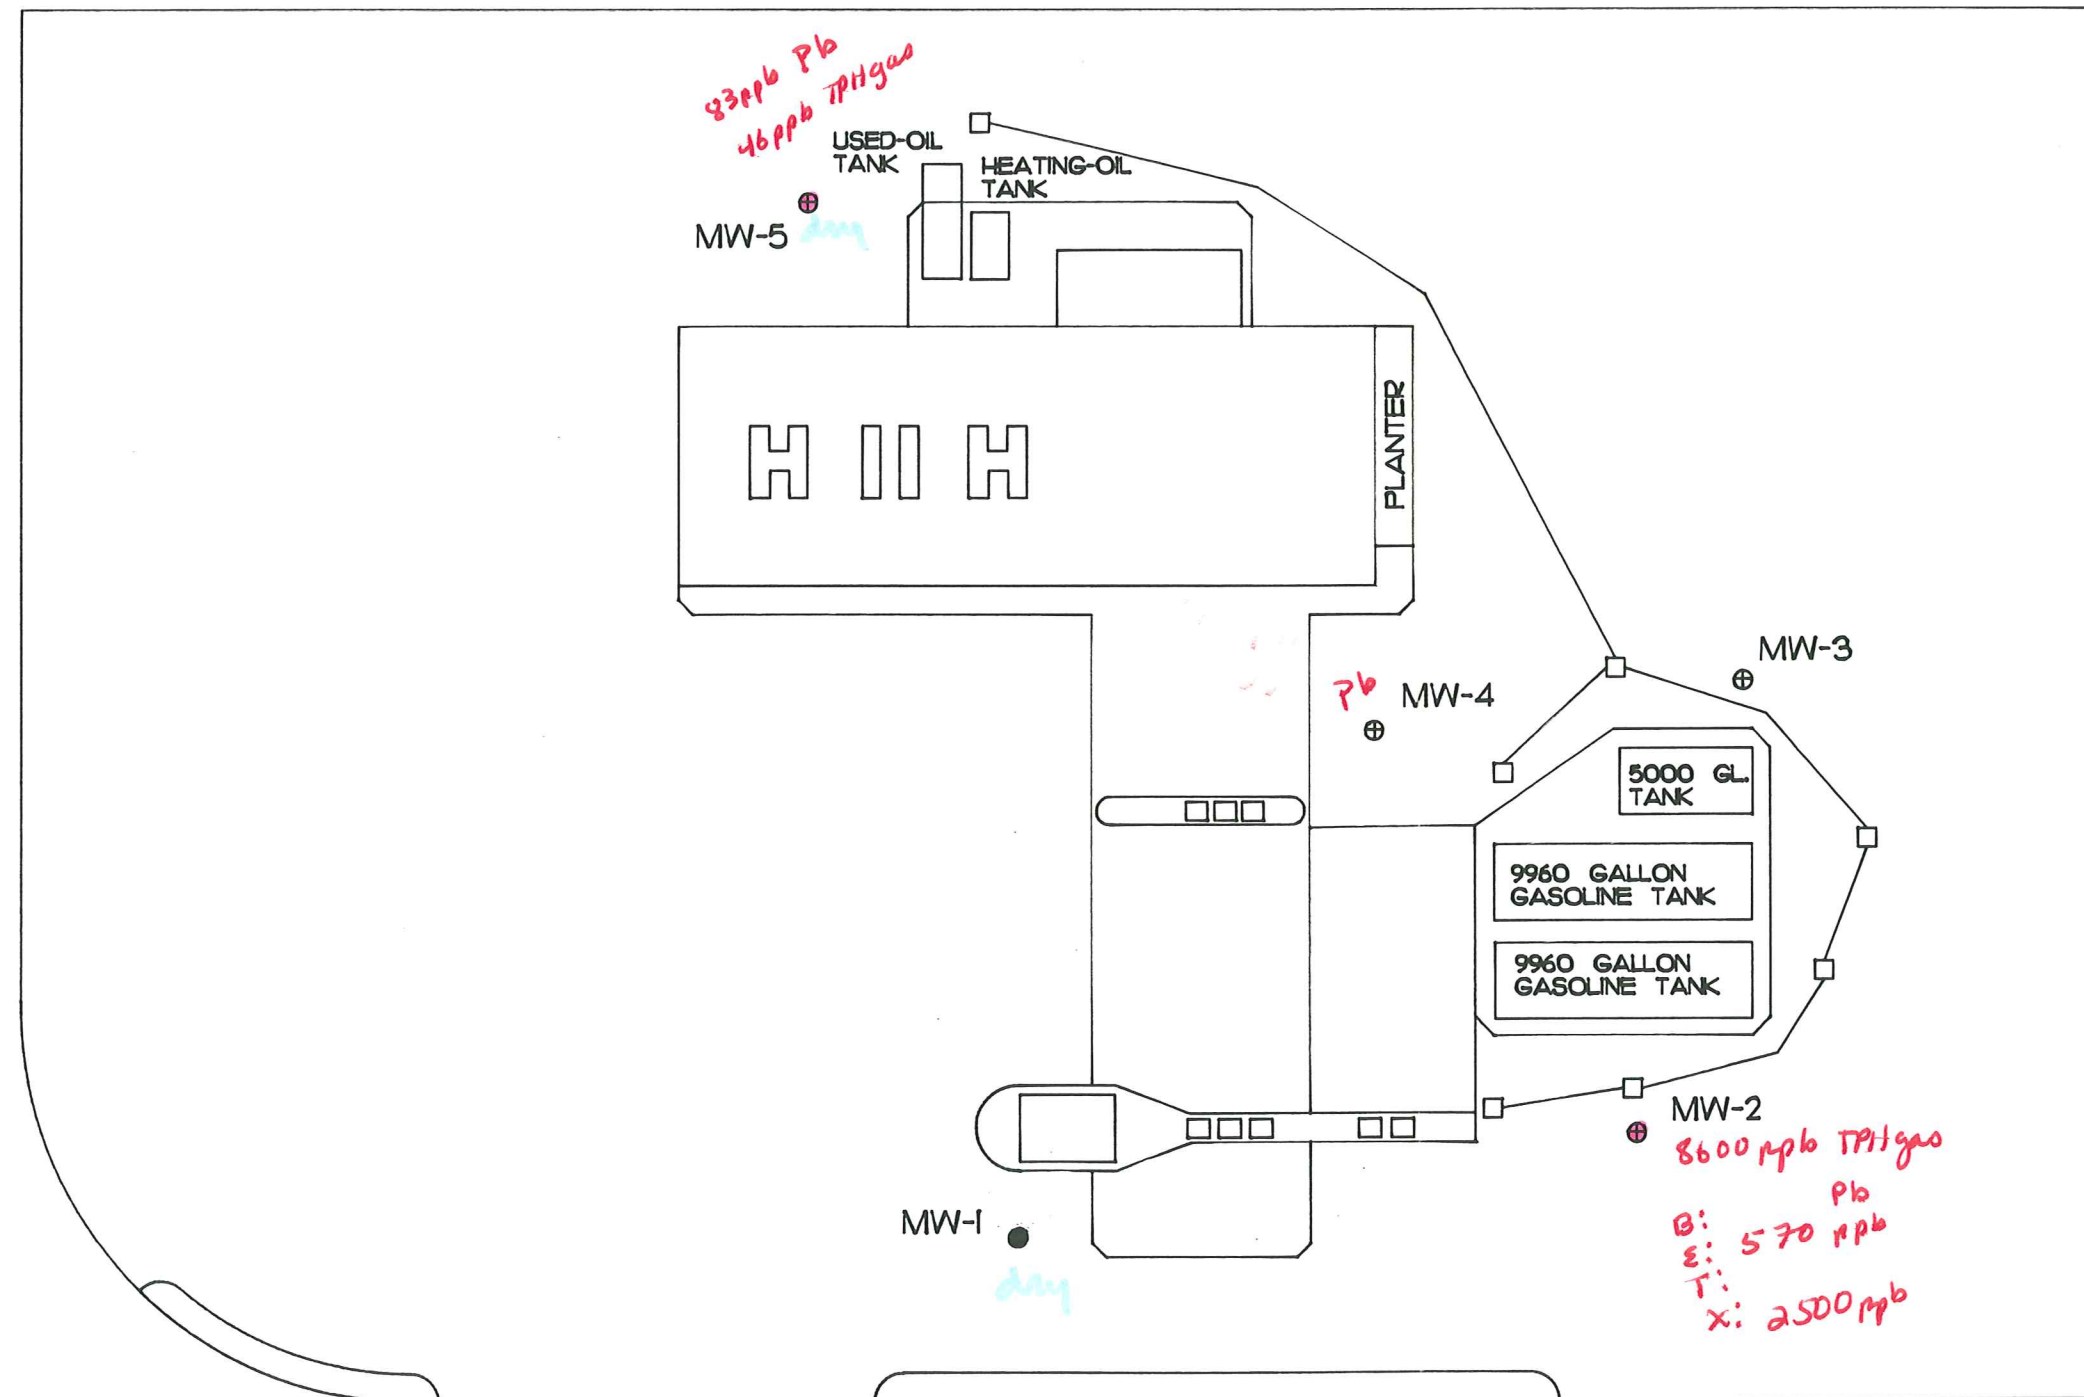 83ppb Pb
46ppb TPHgas
USED-OIL
TANK
HEATING-OIL
TANK
MW-5
dry
PLANTER
MW-3
Pb
MW-4
5000 GL.
TANK
9960 GALLON
GASOLINE TANK
9960 GALLON
GASOLINE TANK
MW-2
8600 ppb TPHgas
Pb
B:
E: 570 ppb
T:
X: 2500 ppb
MW-1
dry